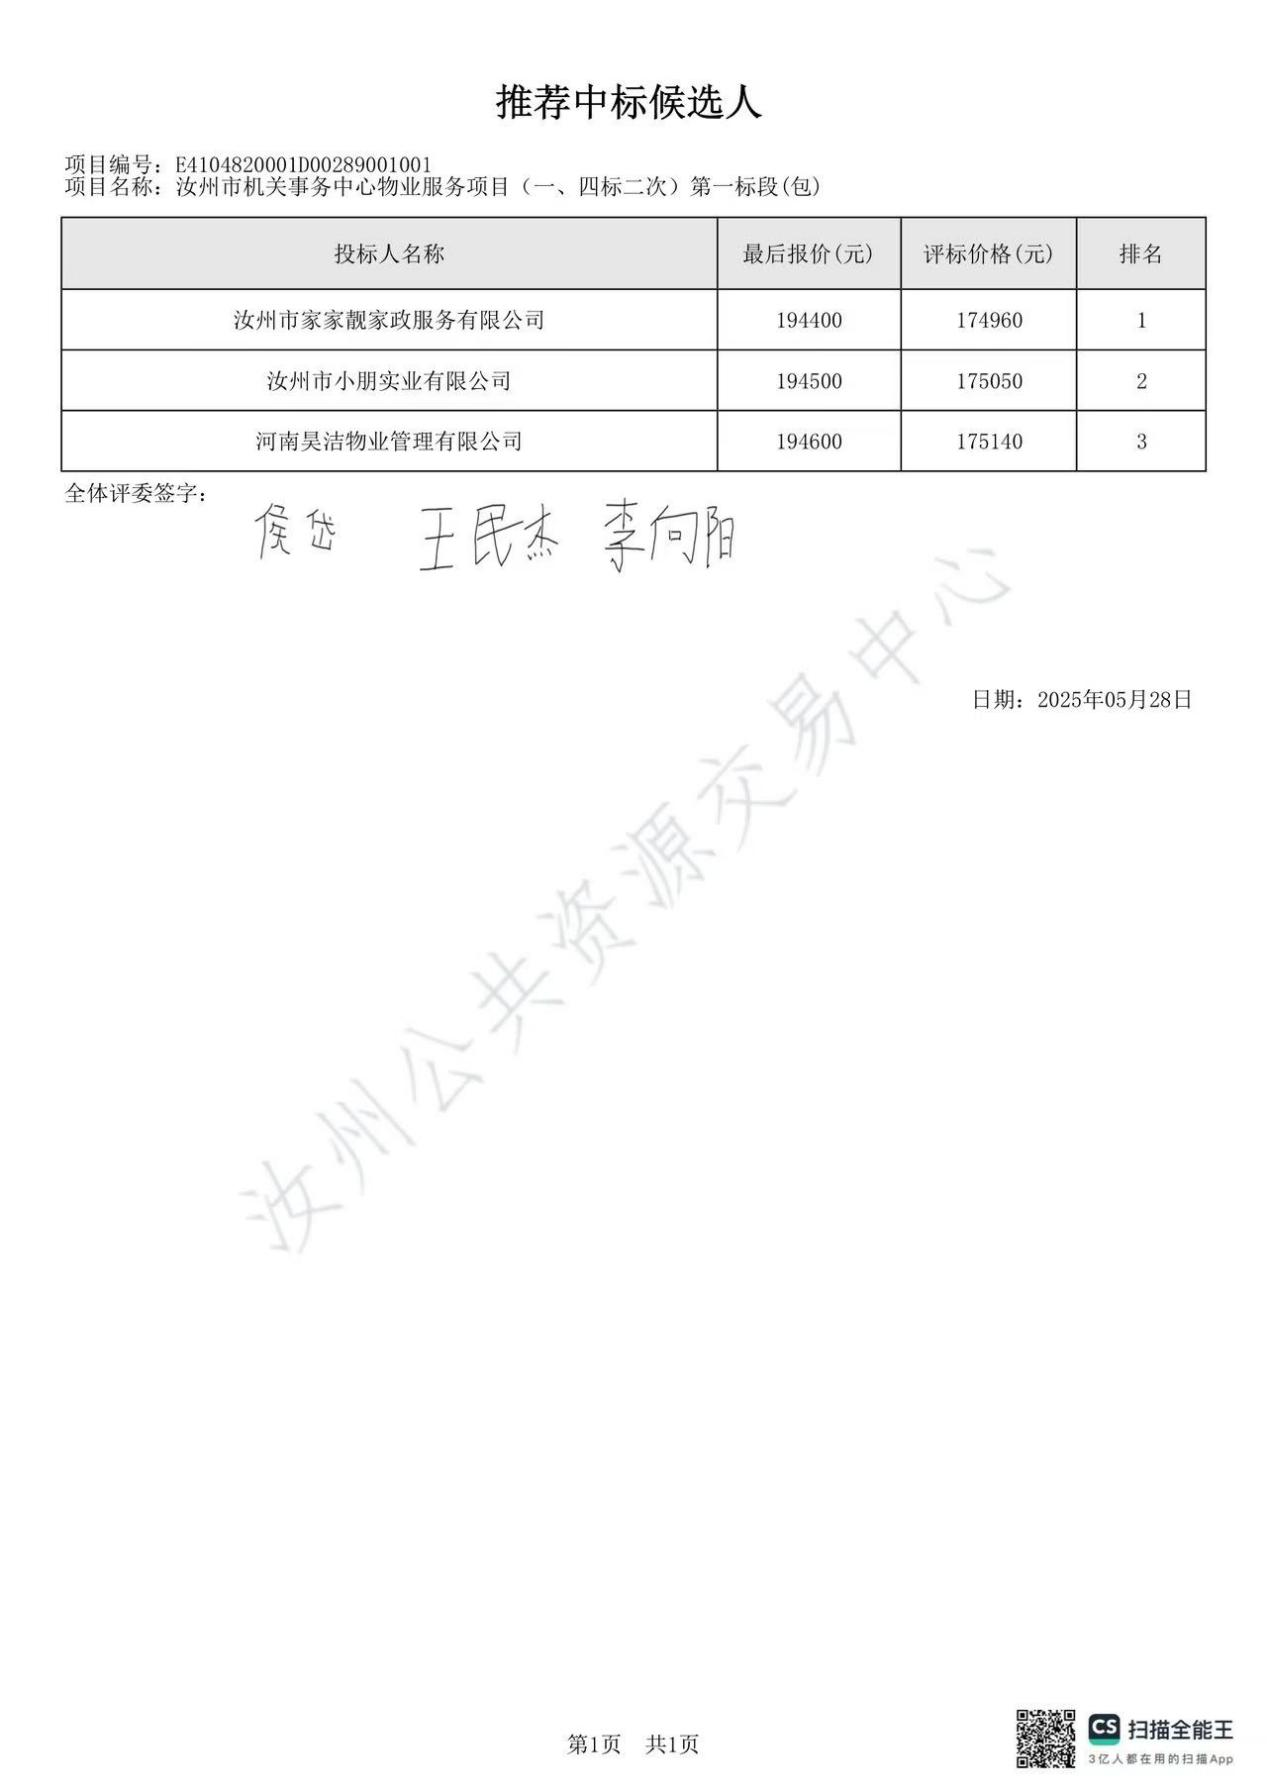 推荐中标候选人
项目编号：E4104820001D00289001001
项目名称：汝州市机关事务中心物业服务项目（一、四标二次）第一标段(包)
投标人名称 最后报价(元) 评标价格(元) 排名
汝州市家家靓家政服务有限公司 194400 174960 1
汝州市小朋实业有限公司 194500 175050 2
河南昊洁物业管理有限公司 194600 175140 3
全体评委签字：
侯岱 王民杰 李向阳
日期：2025年05月28日
汝州公共资源交易中心
第1页 共1页
CS 扫描全能王
3亿人都在用的扫描App